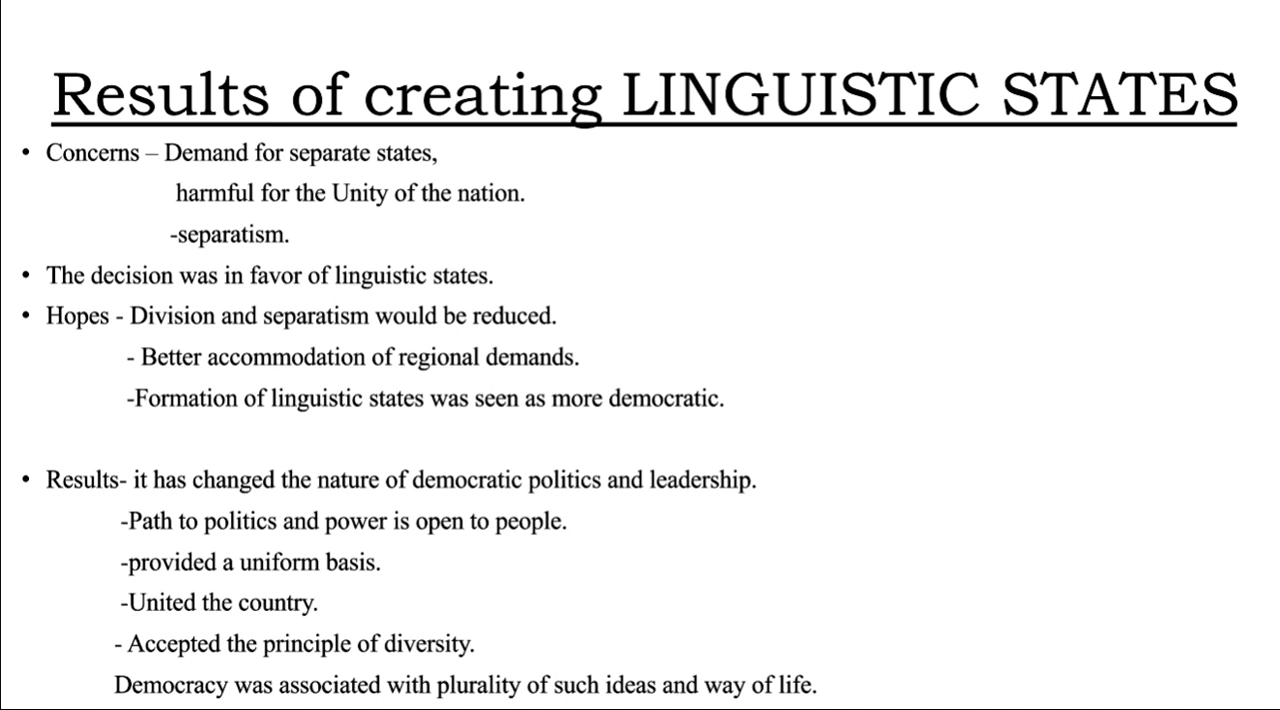 Results of creating LINGUISTIC STATES
• Concerns – Demand for separate states,
harmful for the Unity of the nation.
-separatism.
• The decision was in favor of linguistic states.
• Hopes - Division and separatism would be reduced.
- Better accommodation of regional demands.
-Formation of linguistic states was seen as more democratic.
• Results- it has changed the nature of democratic politics and leadership.
-Path to politics and power is open to people.
-provided a uniform basis.
-United the country.
- Accepted the principle of diversity.
Democracy was associated with plurality of such ideas and way of life.